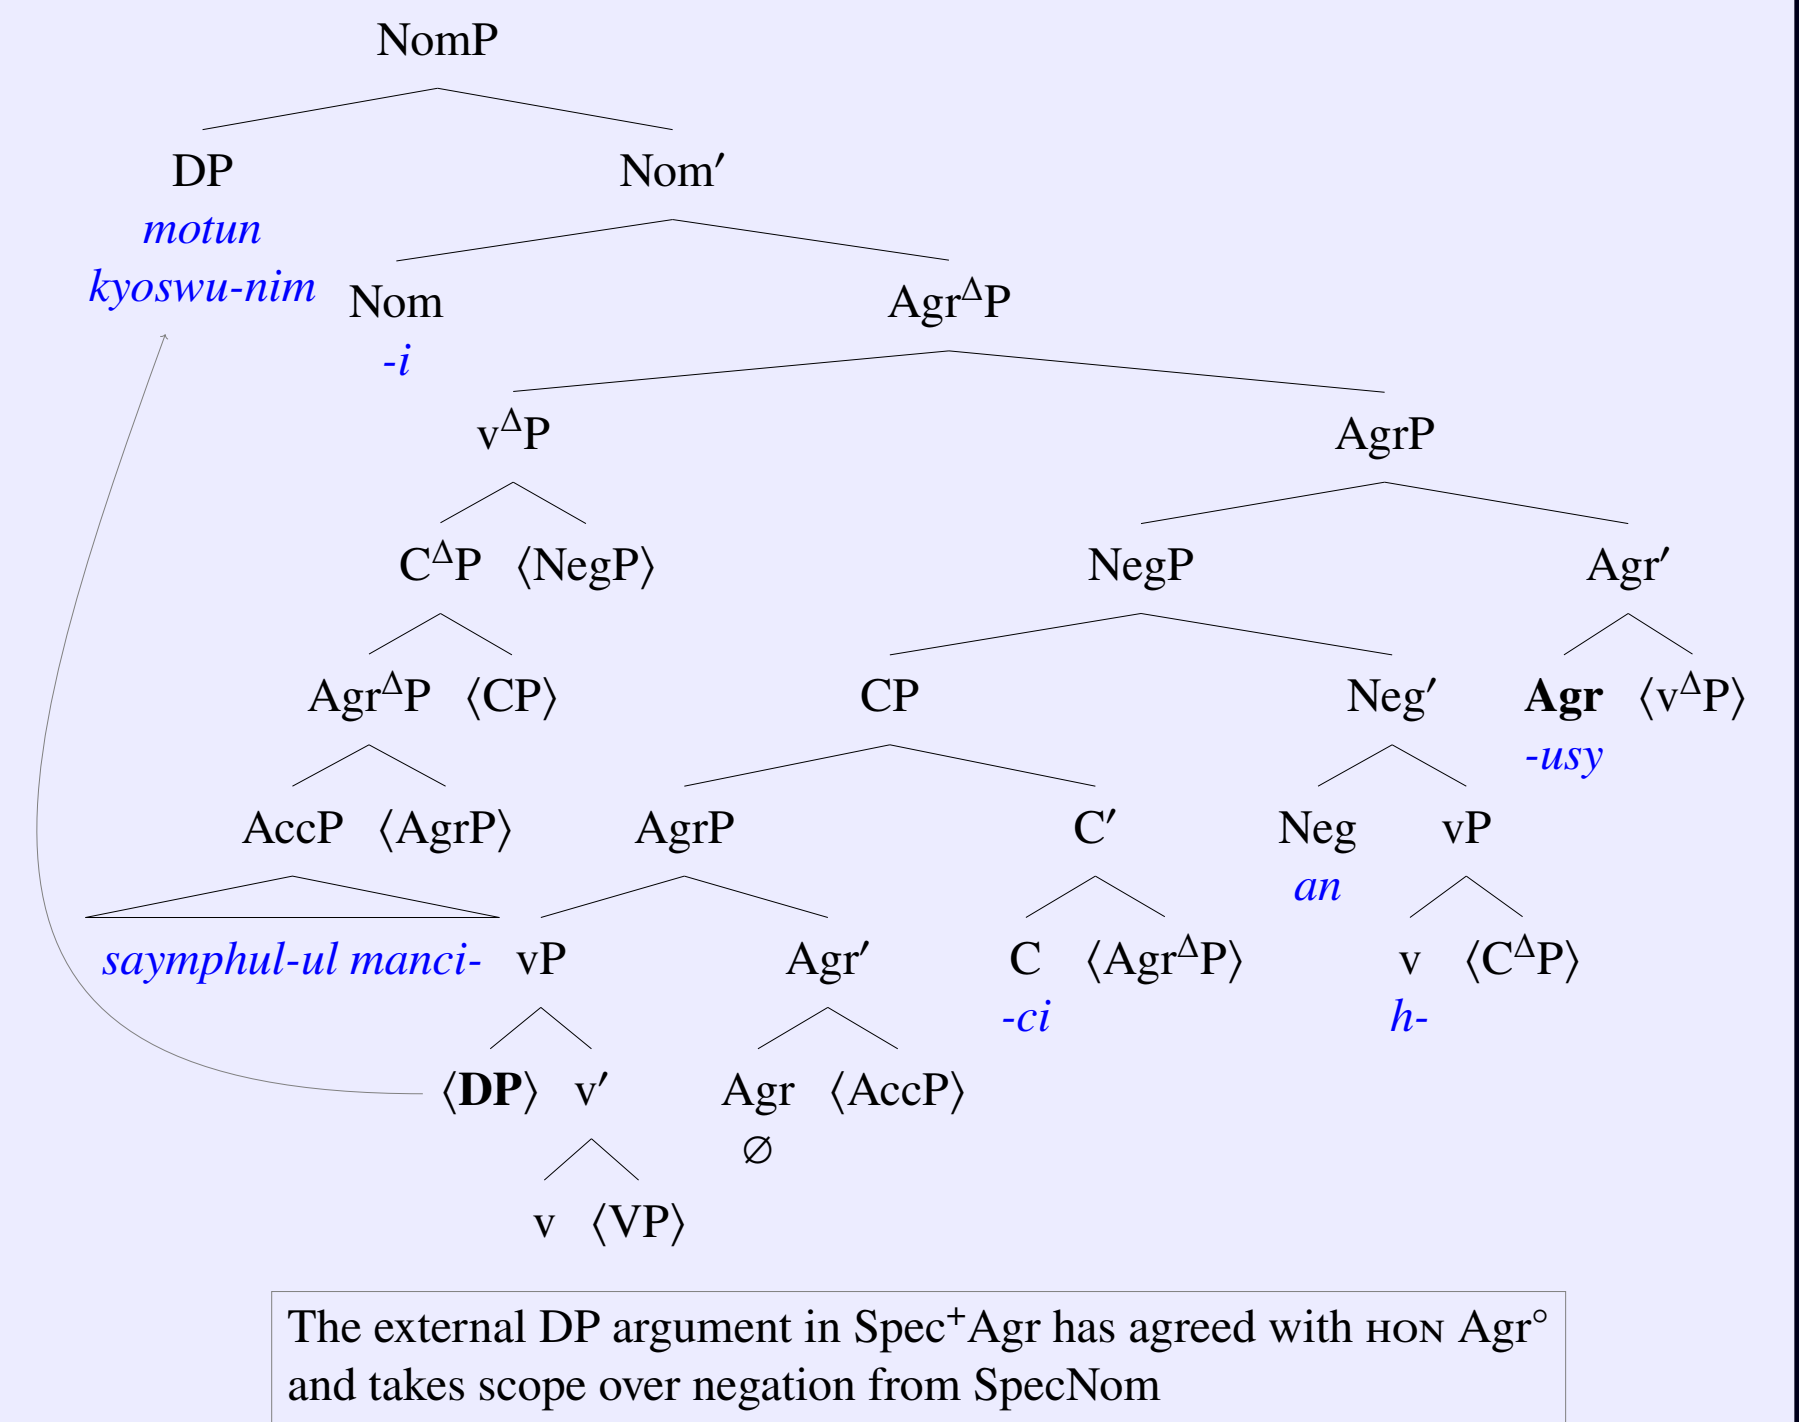 NomP
DP Nom′
motun
kyoswu-nim Nom Agr^ΔP
-i
v^ΔP AgrP
C^ΔP ⟨NegP⟩ NegP Agr′
Agr^ΔP ⟨CP⟩ CP Neg′ Agr ⟨v^ΔP⟩
-usy
AccP ⟨AgrP⟩ AgrP C′ Neg vP
an
saymphul-ul manci- vP Agr′ C ⟨Agr^ΔP⟩ v ⟨C^ΔP⟩
-ci h-
⟨DP⟩ v′ Agr ⟨AccP⟩
∅
v ⟨VP⟩
The external DP argument in Spec⁺Agr has agreed with HON Agr°
and takes scope over negation from SpecNom